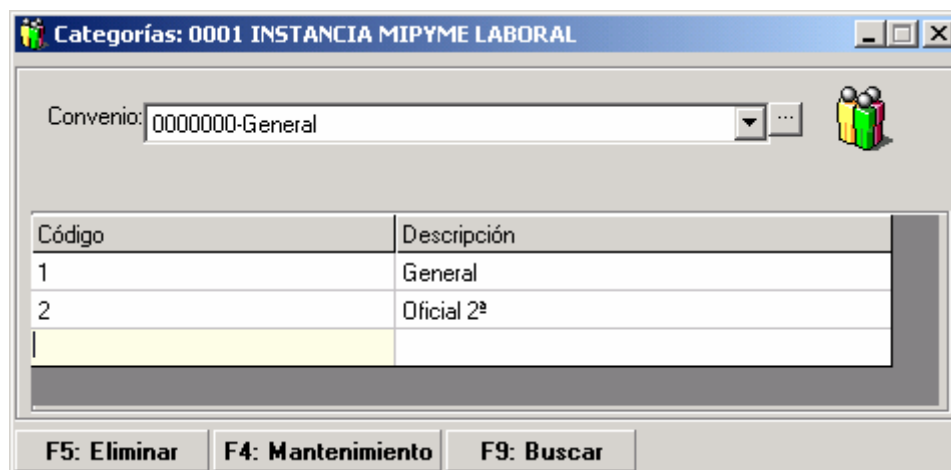 Categorías: 0001 INSTANCIA MIPYME LABORAL
Convenio: 0000000-General ...
Código Descripción
1 General
2 Oficial 2ª
F5: Eliminar F4: Mantenimiento F9: Buscar